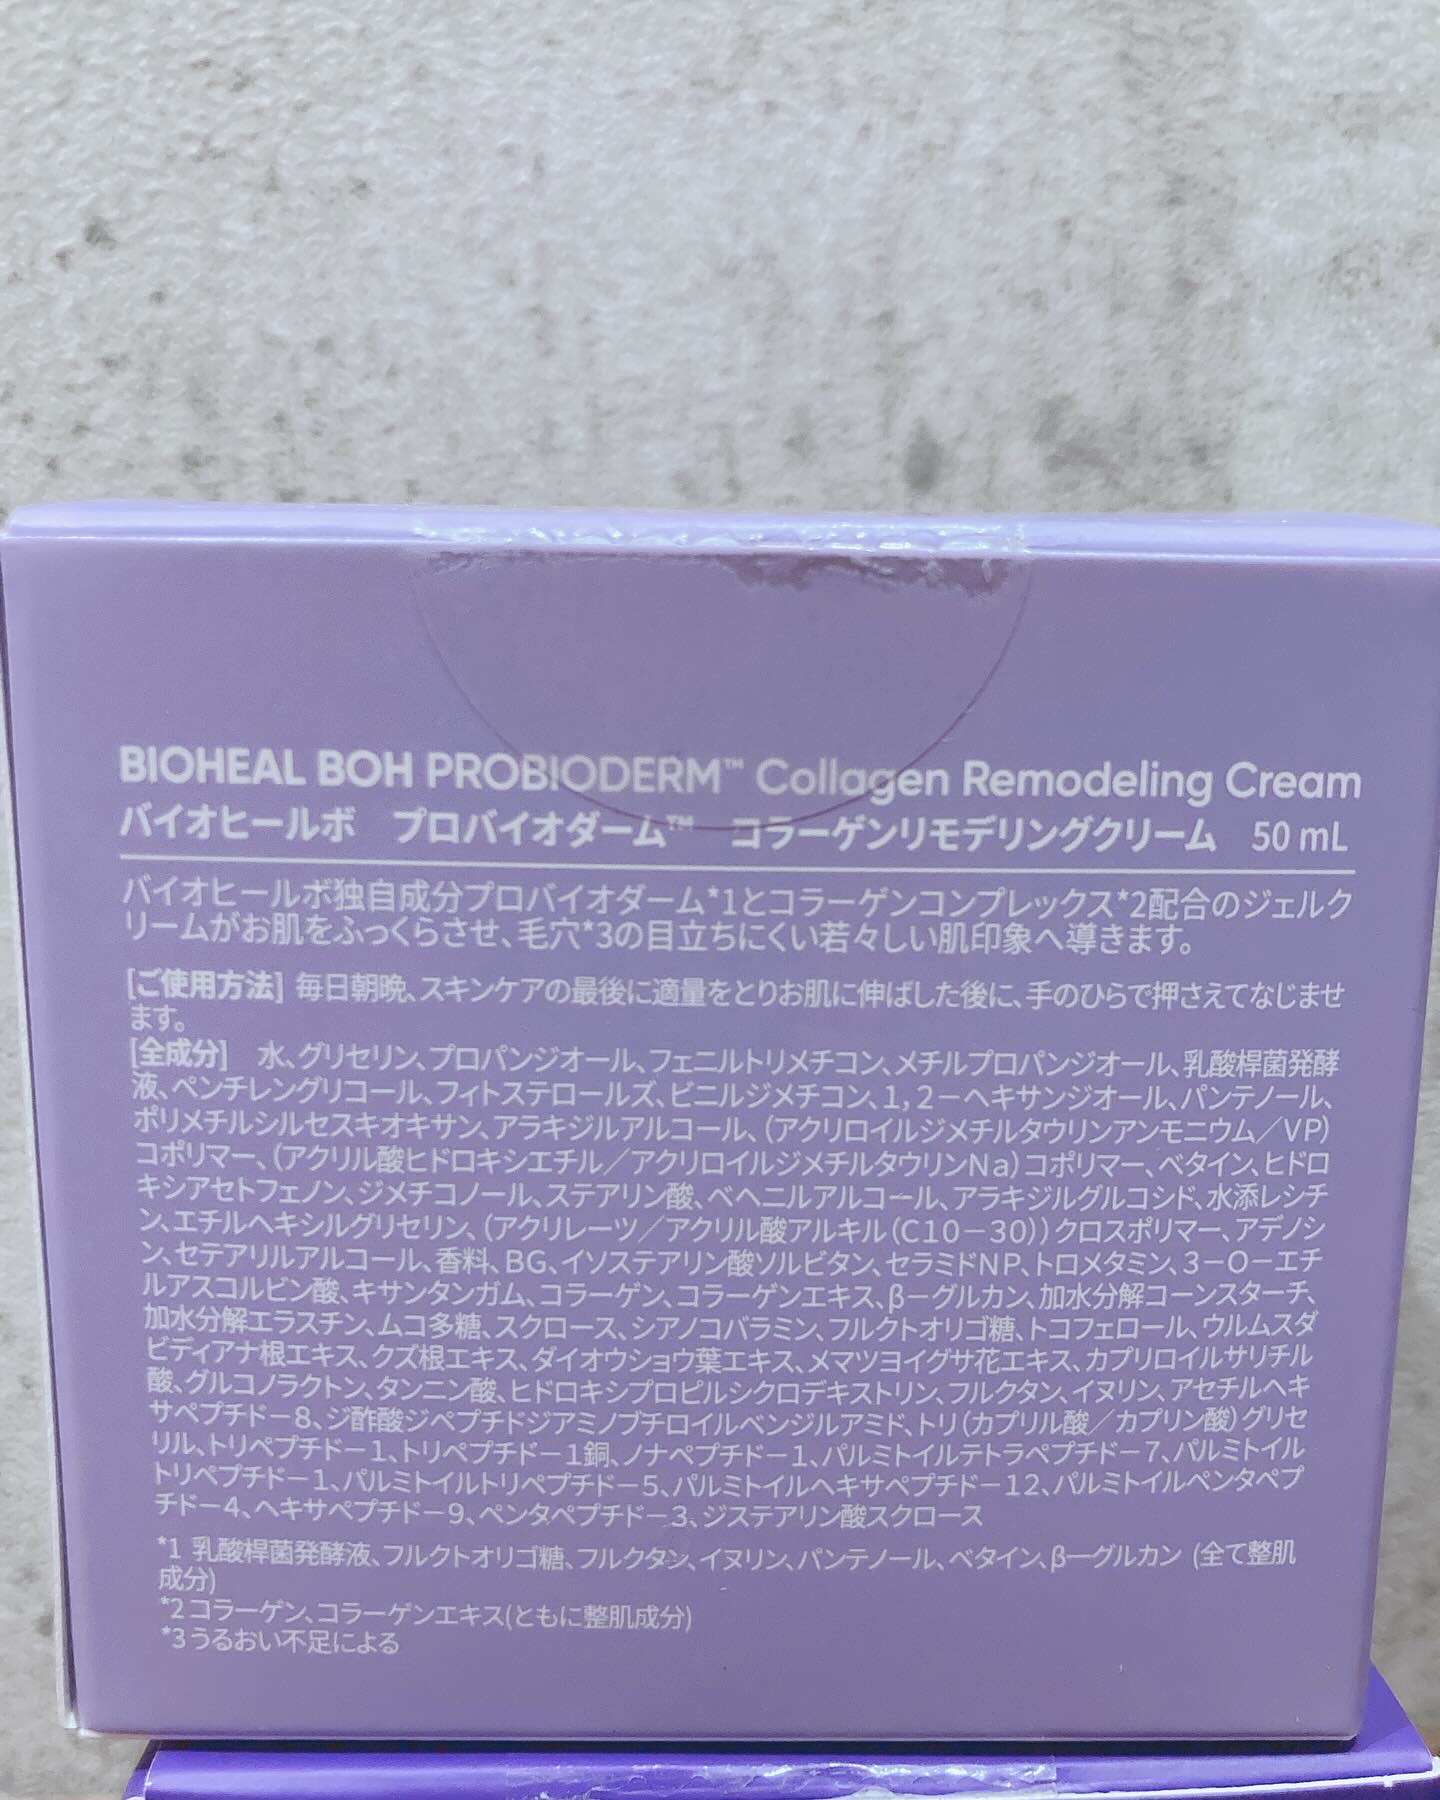 BIOHEAL BOH PROBIODERM™ Collagen Remodeling Cream
バイオヒールボ　プロバイオダーム™　コラーゲンリモデリングクリーム　50 mL
バイオヒールボ独自成分プロバイオダーム*1とコラーゲンコンプレックス*2配合のジェルク
リームがお肌をふっくらさせ、毛穴*3の目立ちにくい若々しい肌印象へ導きます。
[ご使用方法] 毎日朝晩、スキンケアの最後に適量をとりお肌に伸ばした後に、手のひらで押さえてなじませ
ます。
[全成分]　水、グリセリン、プロパンジオール、フェニルトリメチコン、メチルプロパンジオール、乳酸桿菌発酵
液、ペンチレングリコール、フィトステロールズ、ビニルジメチコン、1,2－ヘキサンジオール、パンテノール、
ポリメチルシルセスキオキサン、アラキジルアルコール、（アクリロイルジメチルタウリンアンモニウム／VP）
コポリマー、（アクリル酸ヒドロキシエチル／アクリロイルジメチルタウリンNa）コポリマー、ベタイン、ヒドロ
キシアセトフェノン、ジメチコノール、ステアリン酸、ベヘニルアルコール、アラキジルグルコシド、水添レシチ
ン、エチルヘキシルグリセリン、（アクリレーツ／アクリル酸アルキル（C10－30））クロスポリマー、アデノシ
ン、セテアリルアルコール、香料、BG、イソステアリン酸ソルビタン、セラミドNP、トロメタミン、3－O－エチ
ルアスコルビン酸、キサンタンガム、コラーゲン、コラーゲンエキス、β－グルカン、加水分解コーンスターチ、
加水分解エラスチン、ムコ多糖、スクロース、シアノコバラミン、フルクトオリゴ糖、トコフェロール、ウルムスダ
ビディアナ根エキス、クズ根エキス、ダイオウショウ葉エキス、メマツヨイグサ花エキス、カプリロイルサリチル
酸、グルコノラクトン、タンニン酸、ヒドロキシプロピルシクロデキストリン、フルクタン、イヌリン、アセチルヘキ
サペプチド－8、ジ酢酸ジペプチドジアミノブチロイルベンジルアミド、トリ（カプリル酸／カプリン酸）グリセ
リル、トリペプチド－1、トリペプチド－1銅、ノナペプチド－1、パルミトイルテトラペプチド－7、パルミトイル
トリペプチド－1、パルミトイルトリペプチド－5、パルミトイルヘキサペプチド－12、パルミトイルペンタペプ
チド－4、ヘキサペプチド－9、ペンタペプチド－3、ジステアリン酸スクロース
*1 乳酸桿菌発酵液、フルクトオリゴ糖、フルクタン、イヌリン、パンテノール、ベタイン、β－グルカン (全て整肌
成分)
*2コラーゲン、コラーゲンエキス(ともに整肌成分)
*3うるおい不足による